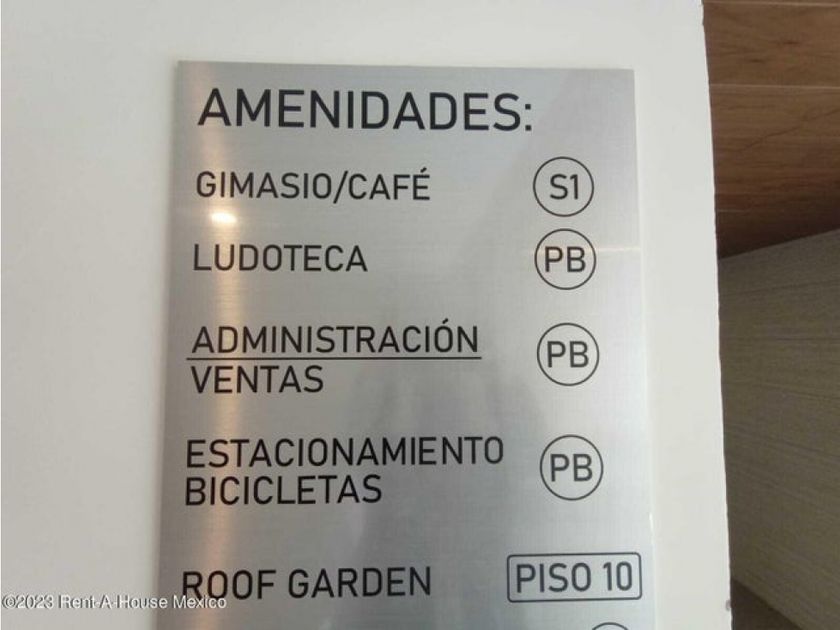 AMENIDADES:
GIMASIO/CAFÉ S1
LUDOTECA PB
ADMINISTRACIÓN
VENTAS PB
ESTACIONAMIENTO
BICICLETAS PB
ROOF GARDEN PISO 10
©2023 Rent-A-House Mexico